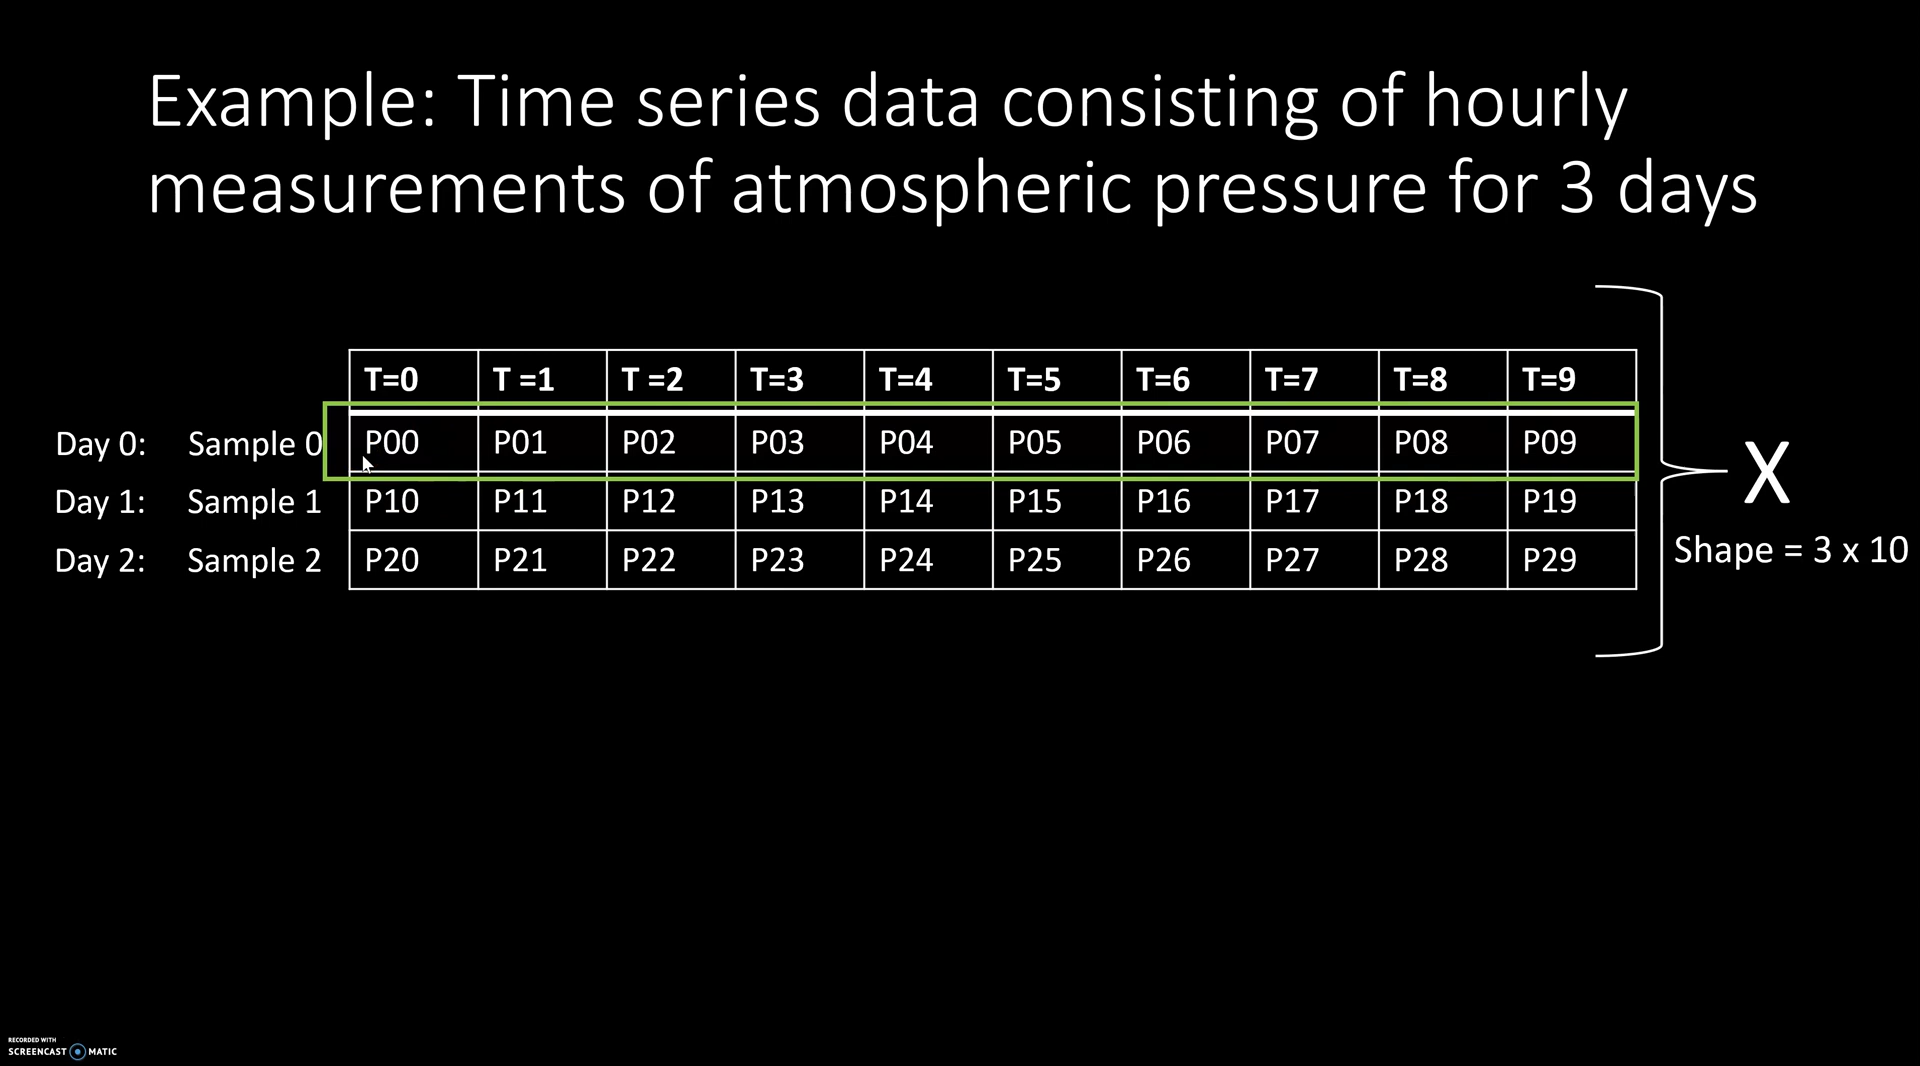 Example: Time series data consisting of hourly
measurements of atmospheric pressure for 3 days
T=0 T =1 T =2 T=3 T=4 T=5 T=6 T=7 T=8 T=9
Day 0: Sample 0 P00 P01 P02 P03 P04 P05 P06 P07 P08 P09
Day 1: Sample 1 P10 P11 P12 P13 P14 P15 P16 P17 P18 P19
Day 2: Sample 2 P20 P21 P22 P23 P24 P25 P26 P27 P28 P29
X
Shape = 3 x 10
RECORDED WITH
SCREENCAST MATIC